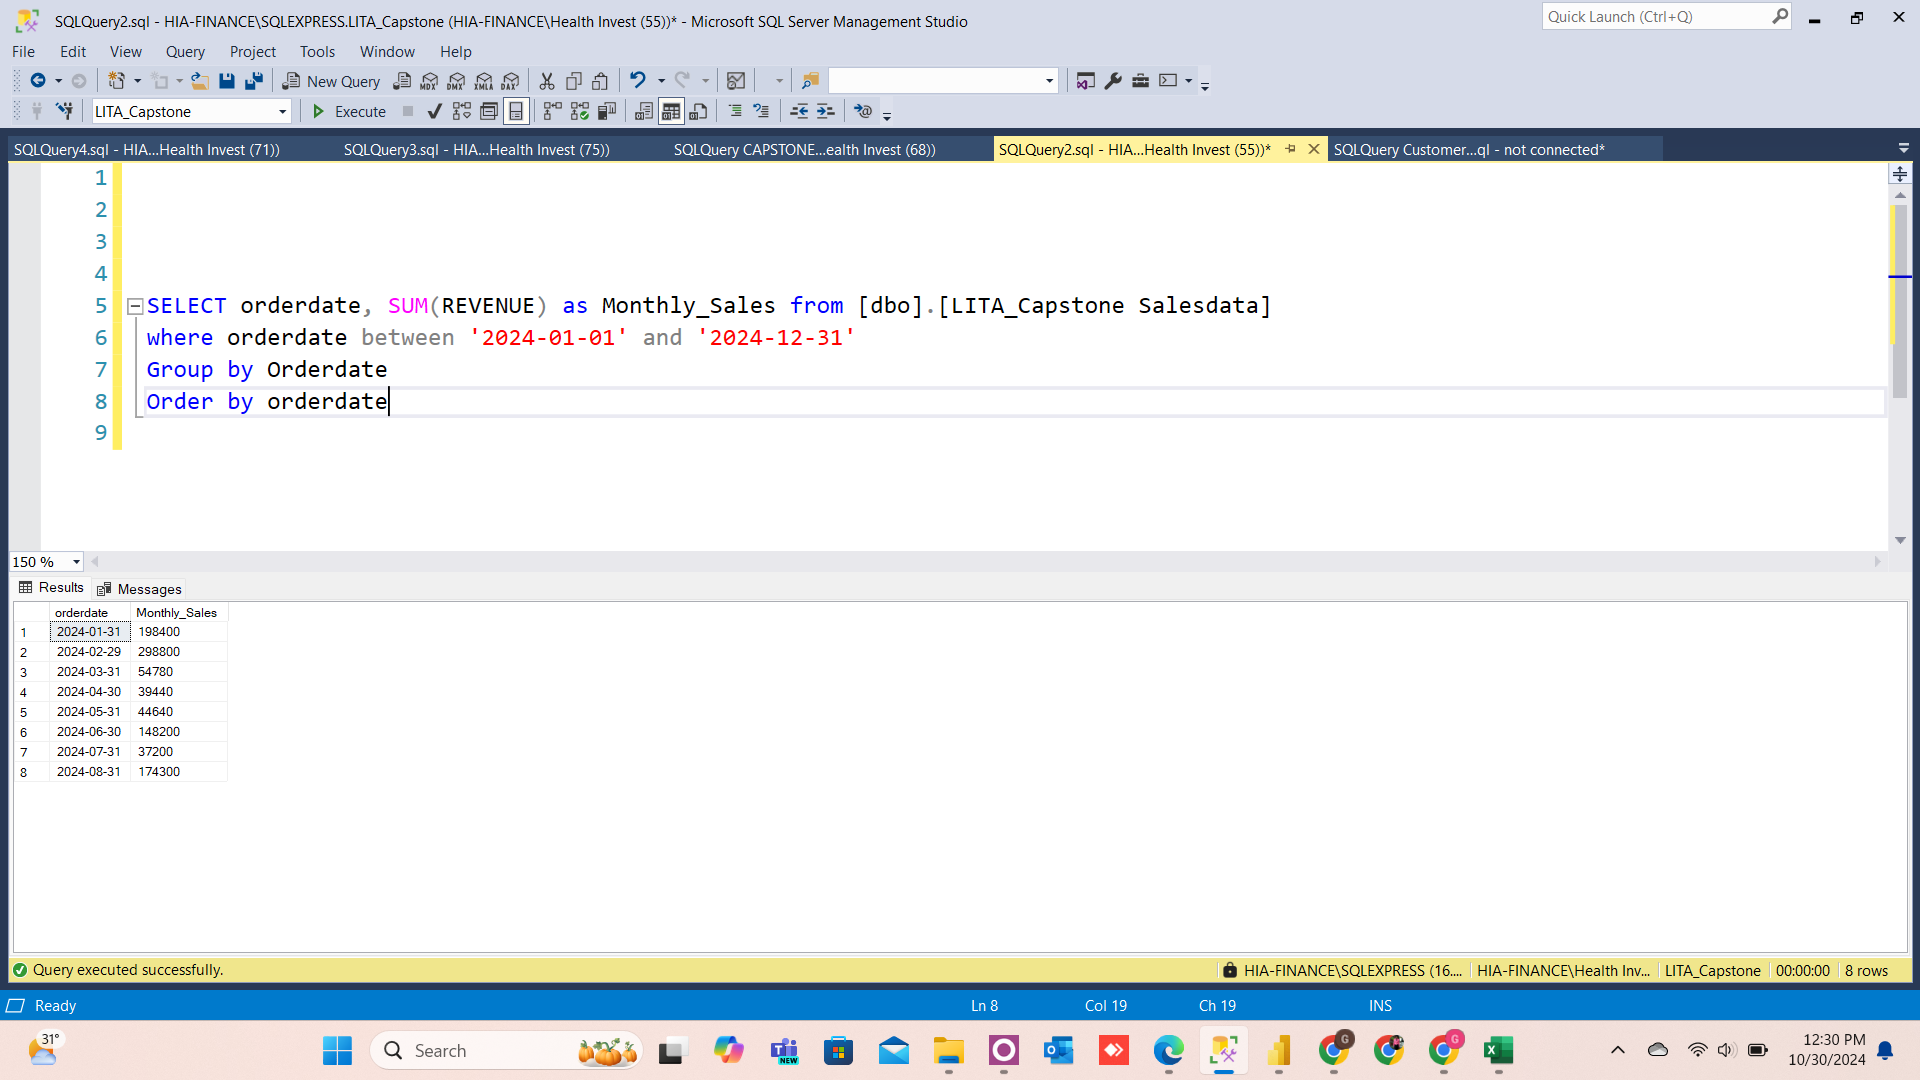 SQLQuery2.sql - HIA-FINANCE\SQLEXPRESS.LITA_Capstone (HIA-FINANCE\Health Invest (55))* - Microsoft SQL Server Management Studio
Quick Launch (Ctrl+Q)
File Edit View Query Project Tools Window Help
New Query MDX DMX XMLA DAX
LITA_Capstone Execute
SQLQuery4.sql - HIA...Health Invest (71)) SQLQuery3.sql - HIA...Health Invest (75)) SQLQuery CAPSTONE...ealth Invest (68)) SQLQuery2.sql - HIA...Health Invest (55))* SQLQuery Customer...ql - not connected*
1
2
3
4
5 SELECT orderdate, SUM(REVENUE) as Monthly_Sales from [dbo].[LITA_Capstone Salesdata]
6 where orderdate between '2024-01-01' and '2024-12-31'
7 Group by Orderdate
8 Order by orderdate
9
150 %
Results Messages
orderdate Monthly_Sales
1 2024-01-31 198400
2 2024-02-29 298800
3 2024-03-31 54780
4 2024-04-30 39440
5 2024-05-31 44640
6 2024-06-30 148200
7 2024-07-31 37200
8 2024-08-31 174300
Query executed successfully. HIA-FINANCE\SQLEXPRESS (16.... HIA-FINANCE\Health Inv... LITA_Capstone 00:00:00 8 rows
Ready Ln 8 Col 19 Ch 19 INS
31° Search NEW 12:30 PM
10/30/2024